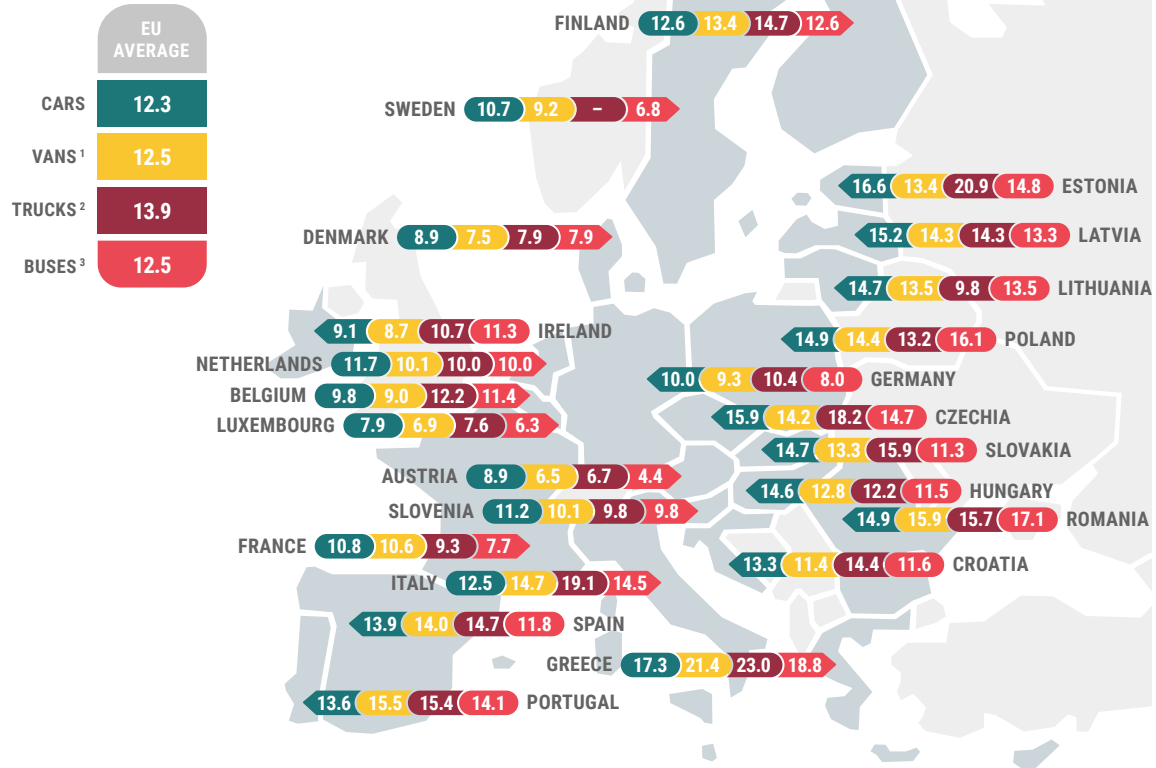 EU
AVERAGE
CARS 12.3
VANS ¹ 12.5
TRUCKS ² 13.9
BUSES ³ 12.5
FINLAND 12.6 13.4 14.7 12.6
SWEDEN 10.7 9.2 – 6.8
16.6 13.4 20.9 14.8 ESTONIA
DENMARK 8.9 7.5 7.9 7.9
15.2 14.3 14.3 13.3 LATVIA
14.7 13.5 9.8 13.5 LITHUANIA
9.1 8.7 10.7 11.3 IRELAND
14.9 14.4 13.2 16.1 POLAND
NETHERLANDS 11.7 10.1 10.0 10.0
10.0 9.3 10.4 8.0 GERMANY
BELGIUM 9.8 9.0 12.2 11.4
15.9 14.2 18.2 14.7 CZECHIA
LUXEMBOURG 7.9 6.9 7.6 6.3
14.7 13.3 15.9 11.3 SLOVAKIA
AUSTRIA 8.9 6.5 6.7 4.4
14.6 12.8 12.2 11.5 HUNGARY
SLOVENIA 11.2 10.1 9.8 9.8
14.9 15.9 15.7 17.1 ROMANIA
FRANCE 10.8 10.6 9.3 7.7
13.3 11.4 14.4 11.6 CROATIA
ITALY 12.5 14.7 19.1 14.5
13.9 14.0 14.7 11.8 SPAIN
GREECE 17.3 21.4 23.0 18.8
13.6 15.5 15.4 14.1 PORTUGAL